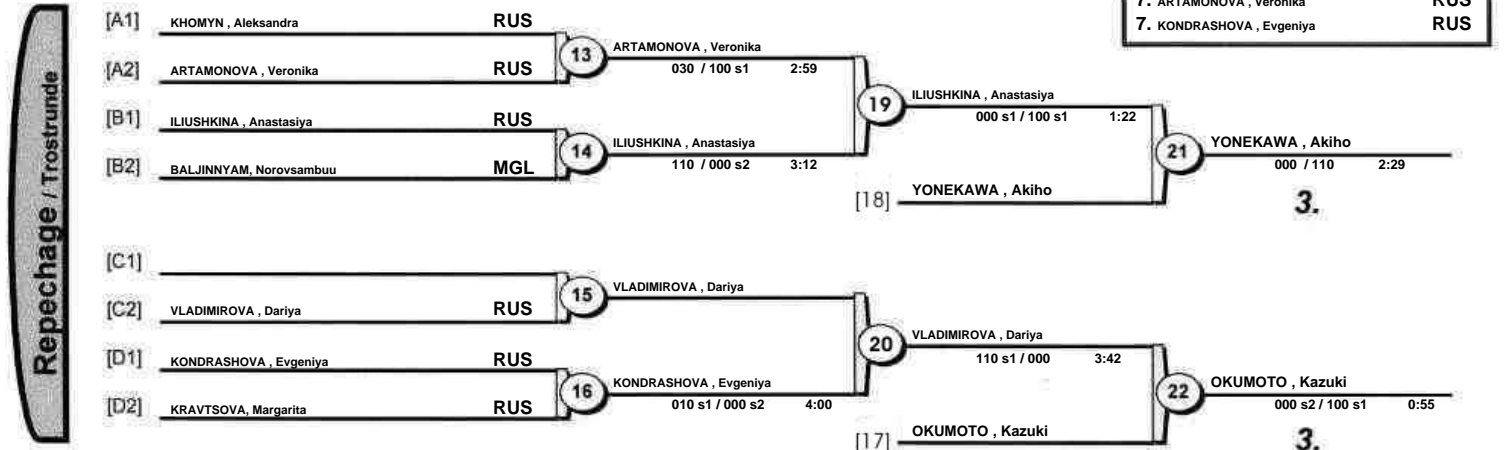 7. ARTAMONOVA , Veronika RUS
7. KONDRASHOVA , Evgeniya RUS
Repechage / Trostrunde
[A1] KHOMYN , Aleksandra RUS
13 ARTAMONOVA , Veronika
030 / 100 s1 2:59
[A2] ARTAMONOVA , Veronika RUS
19 ILIUSHKINA , Anastasiya
000 s1 / 100 s1 1:22
[B1] ILIUSHKINA , Anastasiya RUS
14 ILIUSHKINA , Anastasiya
110 / 000 s2 3:12
[B2] BALJINNYAM, Norovsambuu MGL
21 YONEKAWA , Akiho
000 / 110 2:29
[18] YONEKAWA , Akiho
3.
[C1]
15 VLADIMIROVA , Dariya
[C2] VLADIMIROVA , Dariya RUS
20 VLADIMIROVA , Dariya
110 s1 / 000 3:42
[D1] KONDRASHOVA , Evgeniya RUS
16 KONDRASHOVA , Evgeniya
010 s1 / 000 s2 4:00
[D2] KRAVTSOVA, Margarita RUS
22 OKUMOTO , Kazuki
000 s2 / 100 s1 0:55
[17] OKUMOTO , Kazuki
3.